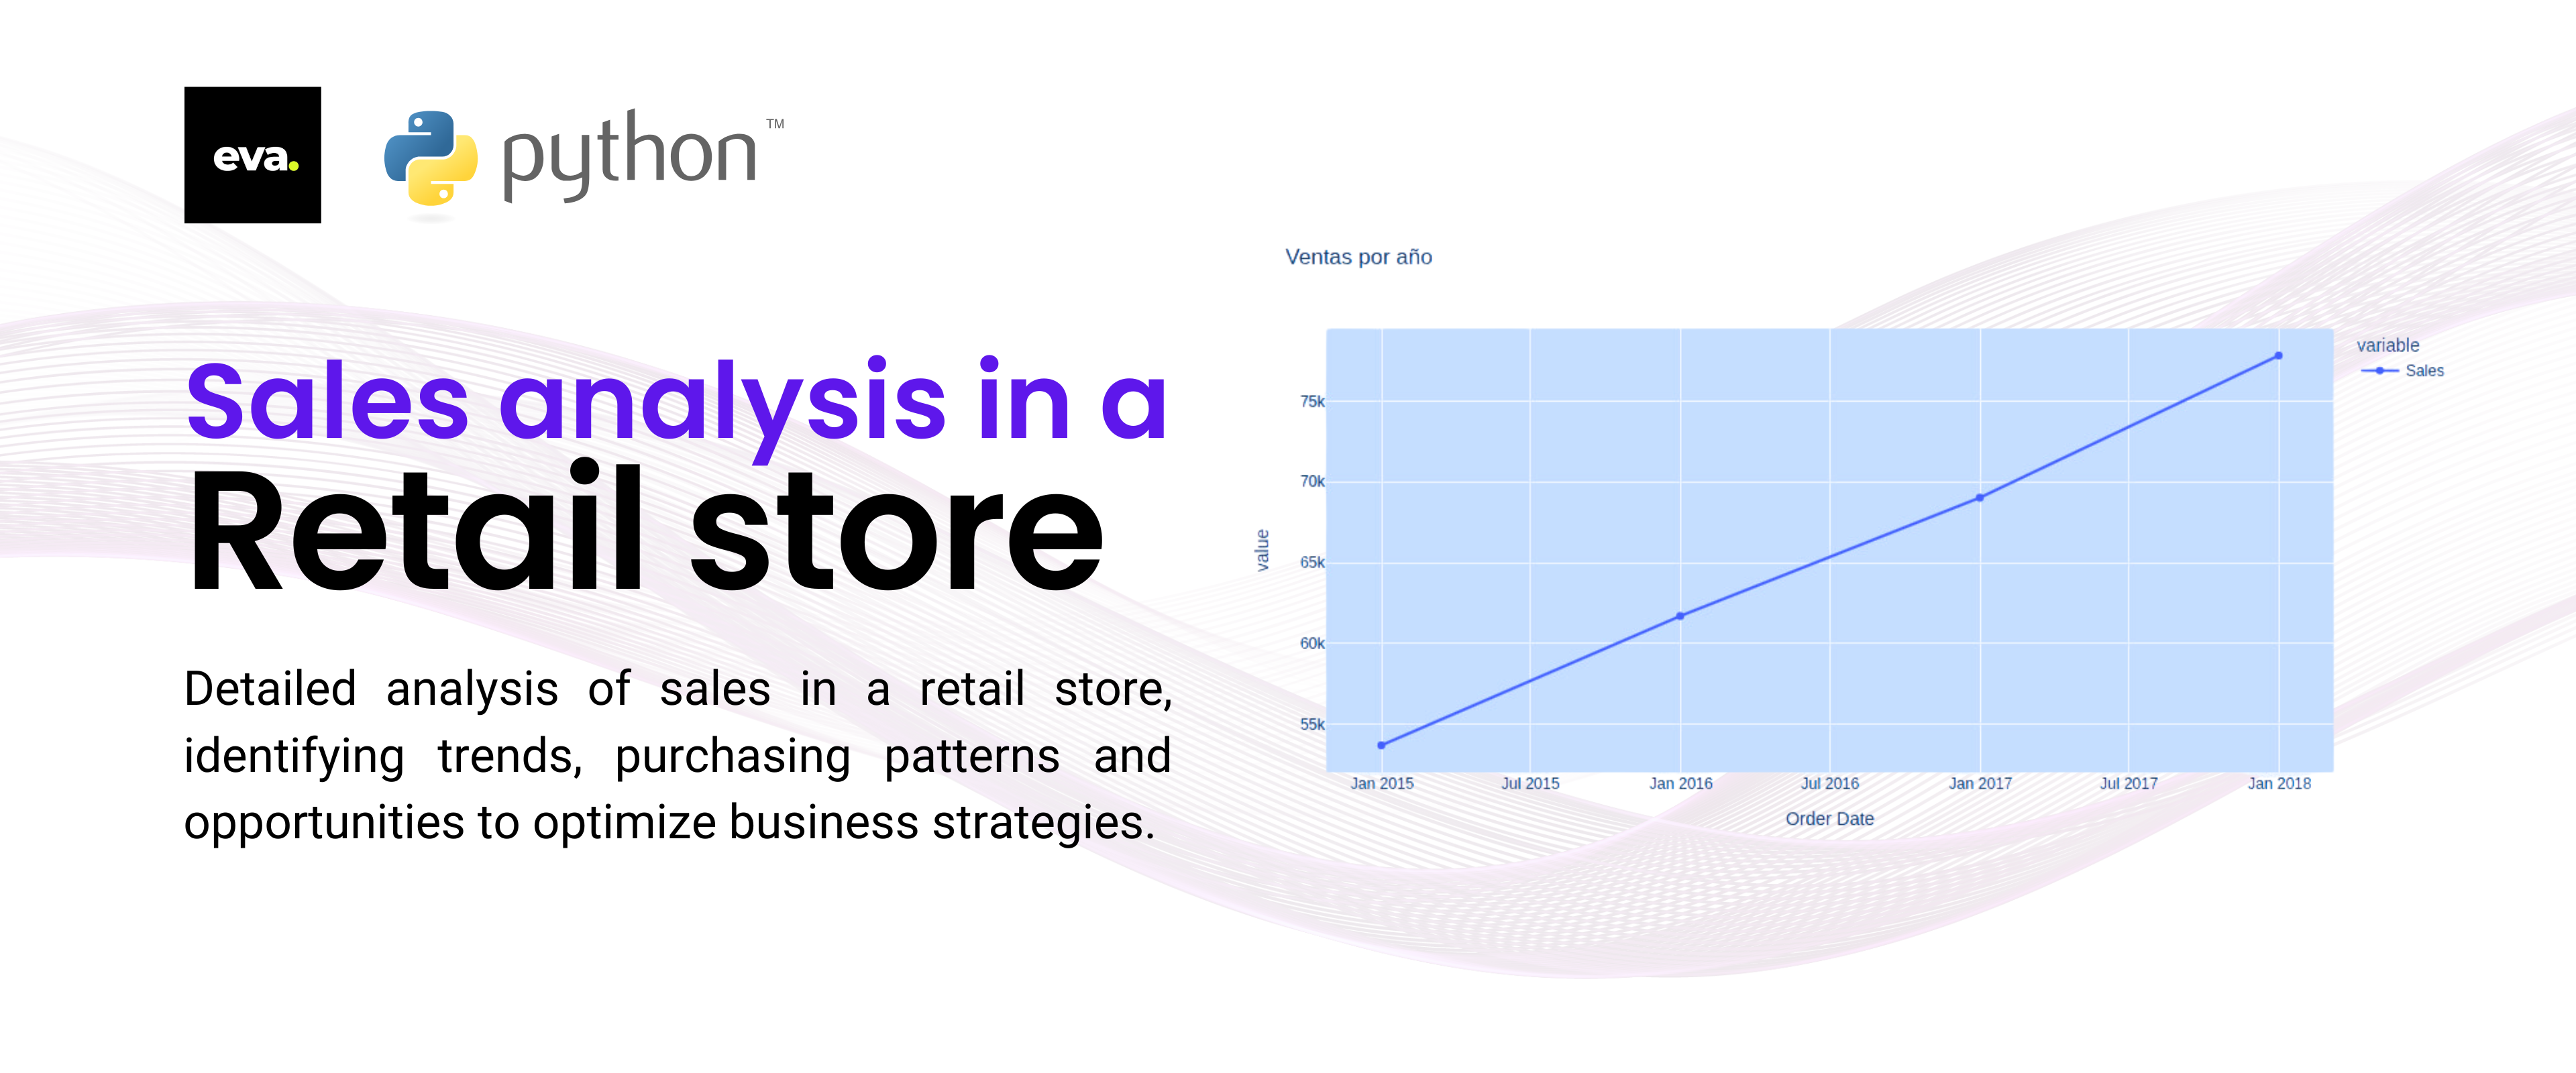 eva.
python™
Sales analysis in a
Retail store
Detailed analysis of sales in a retail store,
identifying trends, purchasing patterns and
opportunities to optimize business strategies.
Ventas por año
variable
Sales
value
75k
70k
65k
60k
55k
Jan 2015 Jul 2015 Jan 2016 Jul 2016 Jan 2017 Jul 2017 Jan 2018
Order Date